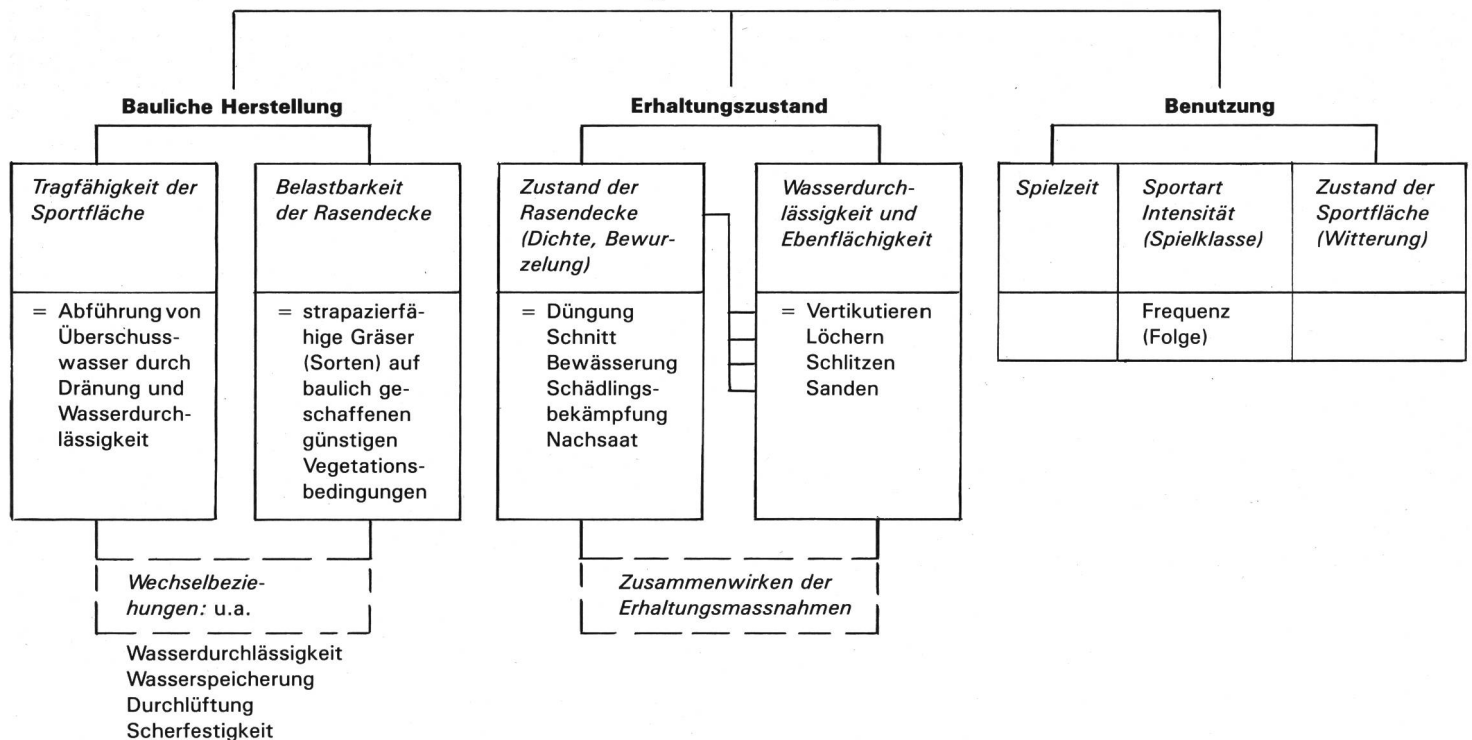 Bauliche Herstellung
Tragfähigkeit der
Sportfläche
= Abführung von
Überschuss-
wasser durch
Dränung und
Wasserdurch-
lässigkeit
Belastbarkeit
der Rasendecke
= strapazierfä-
hige Gräser
(Sorten) auf
baulich ge-
schaffenen
günstigen
Vegetations-
bedingungen
Wechselbezie-
hungen: u.a.
Wasserdurchlässigkeit
Wasserspeicherung
Durchlüftung
Scherfestigkeit
Erhaltungszustand
Zustand der
Rasendecke
(Dichte, Bewur-
zelung)
= Düngung
Schnitt
Bewässerung
Schädlings-
bekämpfung
Nachsaat
Wasserdurch-
lässigkeit und
Ebenflächigkeit
= Vertikutieren
Löchern
Schlitzen
Sanden
Zusammenwirken der
Erhaltungsmassnahmen
Benutzung
Spielzeit
Sportart
Intensität
(Spielklasse)
Frequenz
(Folge)
Zustand der
Sportfläche
(Witterung)